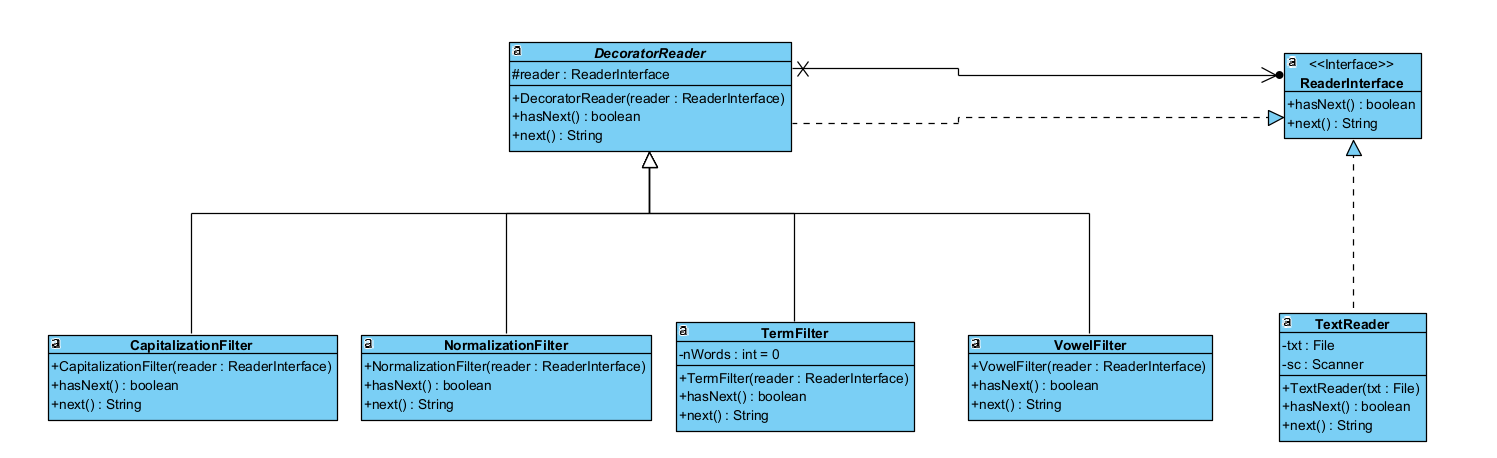 a
DecoratorReader
#reader : ReaderInterface
+DecoratorReader(reader : ReaderInterface)
+hasNext() : boolean
+next() : String
a
<<Interface>>
ReaderInterface
+hasNext() : boolean
+next() : String
a
CapitalizationFilter
+CapitalizationFilter(reader : ReaderInterface)
+hasNext() : boolean
+next() : String
a
NormalizationFilter
+NormalizationFilter(reader : ReaderInterface)
+hasNext() : boolean
+next() : String
a
TermFilter
-nWords : int = 0
+TermFilter(reader : ReaderInterface)
+hasNext() : boolean
+next() : String
a
VowelFilter
+VowelFilter(reader : ReaderInterface)
+hasNext() : boolean
+next() : String
a
TextReader
-txt : File
-sc : Scanner
+TextReader(txt : File)
+hasNext() : boolean
+next() : String